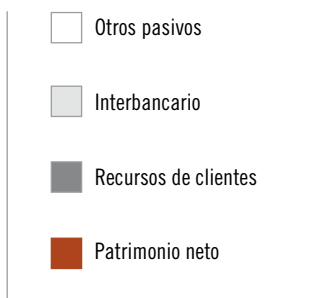 Otros pasivos
Interbancario
Recursos de clientes
Patrimonio neto